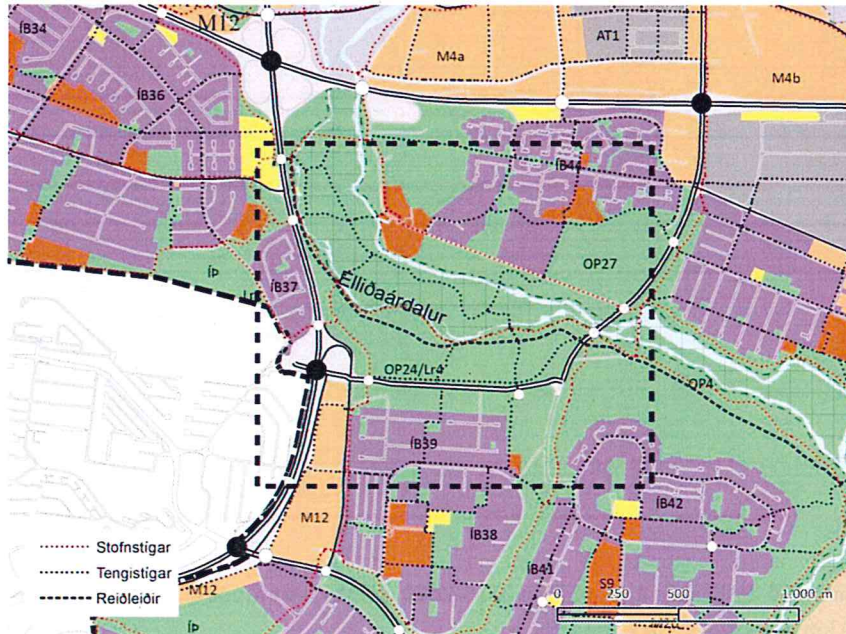 M12
ÍB34
AT1
M4a
M4b
ÍB36
OP27
ÍÞ
ÍB37
Elliðaárdalur
OP24/Lr4
OP4
ÍB39
ÍB42
M12
ÍB38
Stofnstígar
Tengistígar
Reiðleiðir
ÍB41
S9
M12
0 250 500 1.000 m
ÍÞ